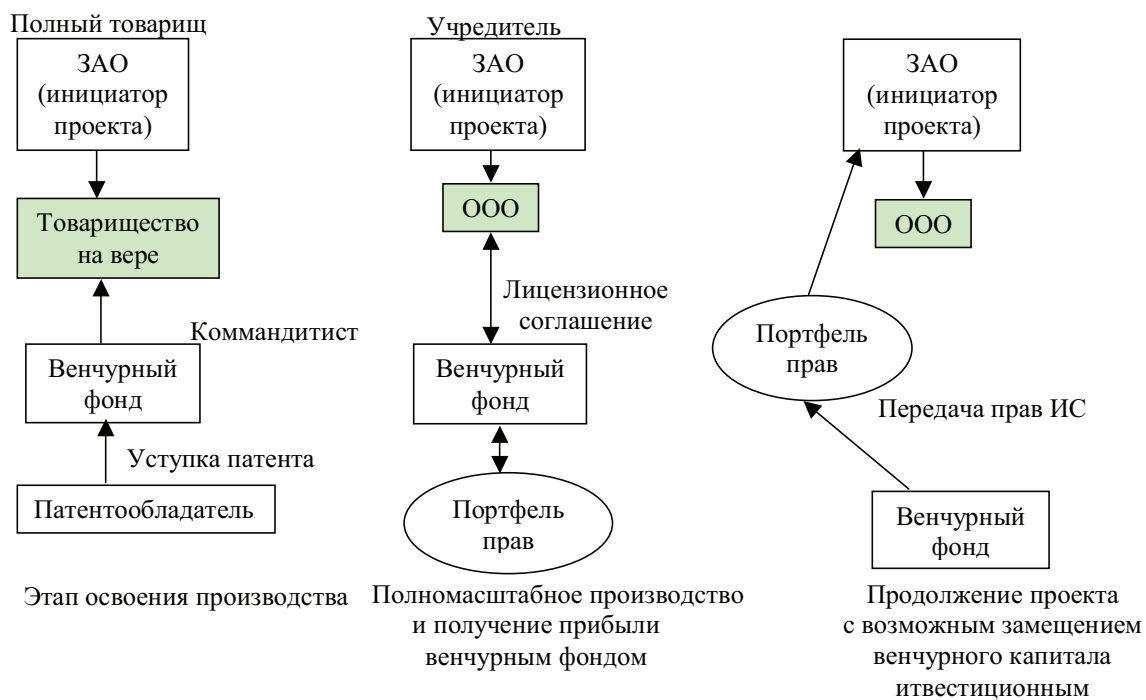 Полный товарищ
ЗАО
(инициатор
проекта)
Товарищество
на вере
Коммандитист
Венчурный
фонд
Уступка патента
Патентообладатель
Этап освоения производства
Учредитель
ЗАО
(инициатор
проекта)
ООО
Лицензионное
соглашение
Венчурный
фонд
Портфель
прав
Полномасштабное производство
и получение прибыли
венчурным фондом
ЗАО
(инициатор
проекта)
ООО
Портфель
прав
Передача прав ИС
Венчурный
фонд
Продолжение проекта
с возможным замещением
венчурного капитала
итвестиционным